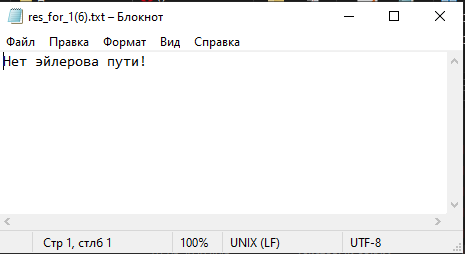 res_for_1(6).txt – Блокнот
Файл Правка Формат Вид Справка
Нет эйлерова пути!
Стр 1, стлб 1 100% UNIX (LF) UTF-8